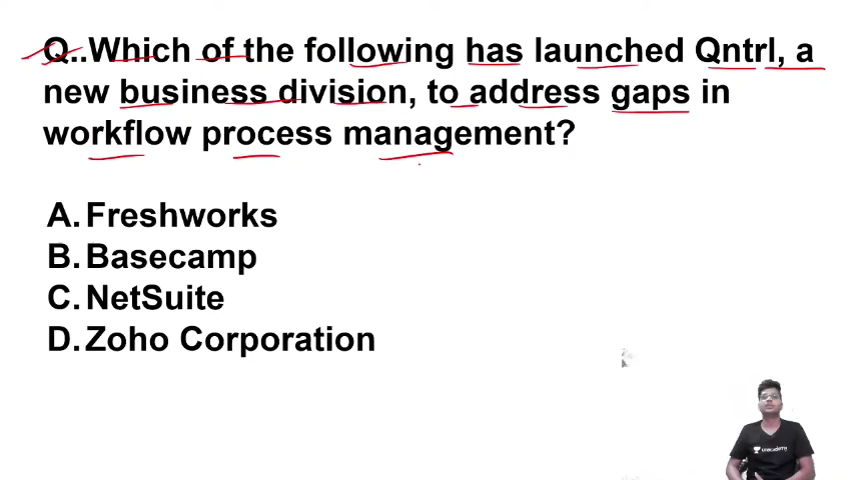 Q..Which of the following has launched Qntrl, a
new business division, to address gaps in
workflow process management?
A. Freshworks
B. Basecamp
C. NetSuite
D. Zoho Corporation
unacademy